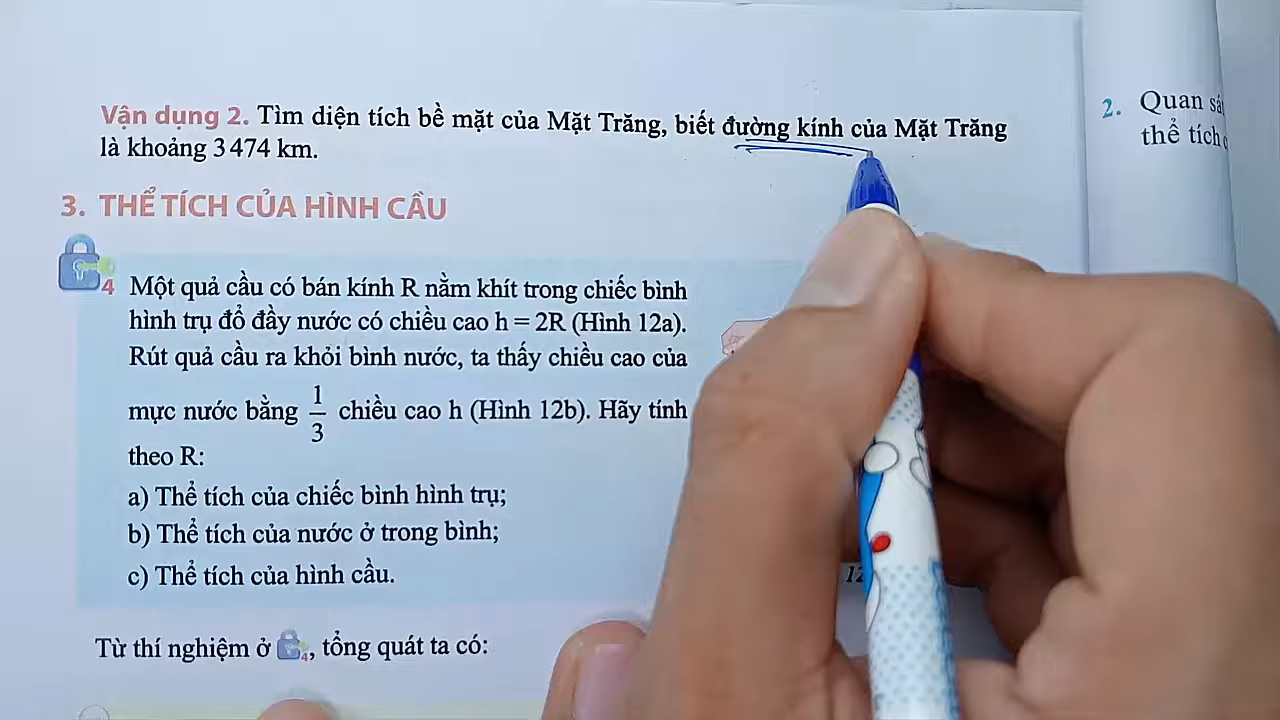 Vận dụng 2. Tìm diện tích bề mặt của Mặt Trăng, biết đường kính của Mặt Trăng
là khoảng 3 474 km.
3. THỂ TÍCH CỦA HÌNH CẦU
4 Một quả cầu có bán kính R nằm khít trong chiếc bình
hình trụ đổ đầy nước có chiều cao h = 2R (Hình 12a).
Rút quả cầu ra khỏi bình nước, ta thấy chiều cao của
mực nước bằng 1/3 chiều cao h (Hình 12b). Hãy tính
theo R:
a) Thể tích của chiếc bình hình trụ;
b) Thể tích của nước ở trong bình;
c) Thể tích của hình cầu.
Từ thí nghiệm ở 4, tổng quát ta có:
2. Quan
thể tích